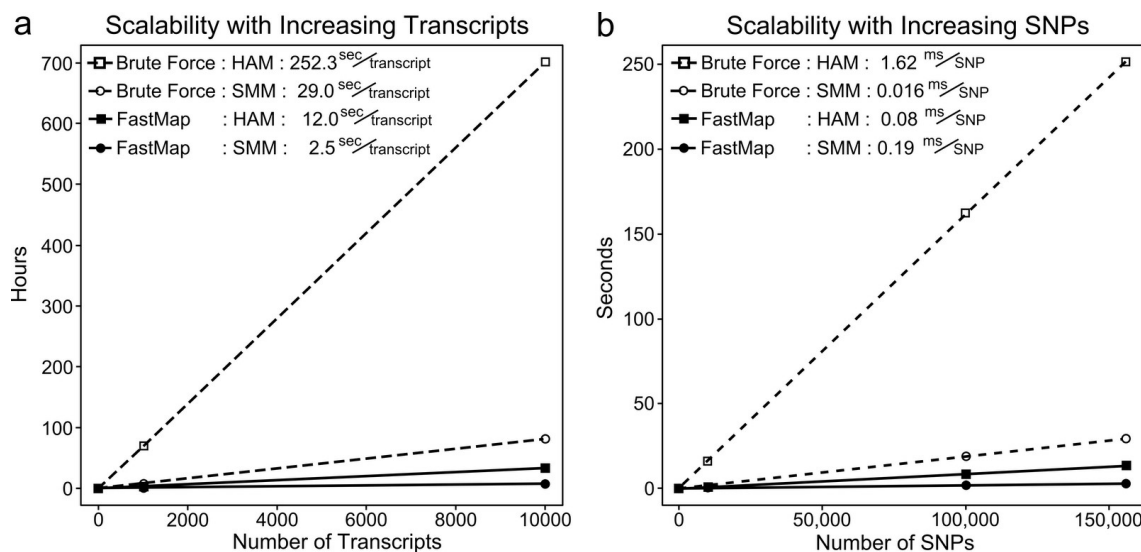 a Scalability with Increasing Transcripts
700
600
500
400
300
200
100
0
Hours
Brute Force : HAM : 252.3 sec/transcript
Brute Force : SMM : 29.0 sec/transcript
FastMap : HAM : 12.0 sec/transcript
FastMap : SMM : 2.5 sec/transcript
0 2000 4000 6000 8000 10000
Number of Transcripts
b Scalability with Increasing SNPs
250
200
150
100
50
0
Seconds
Brute Force : HAM : 1.62 ms/SNP
Brute Force : SMM : 0.016 ms/SNP
FastMap : HAM : 0.08 ms/SNP
FastMap : SMM : 0.19 ms/SNP
0 50,000 100,000 150,000
Number of SNPs